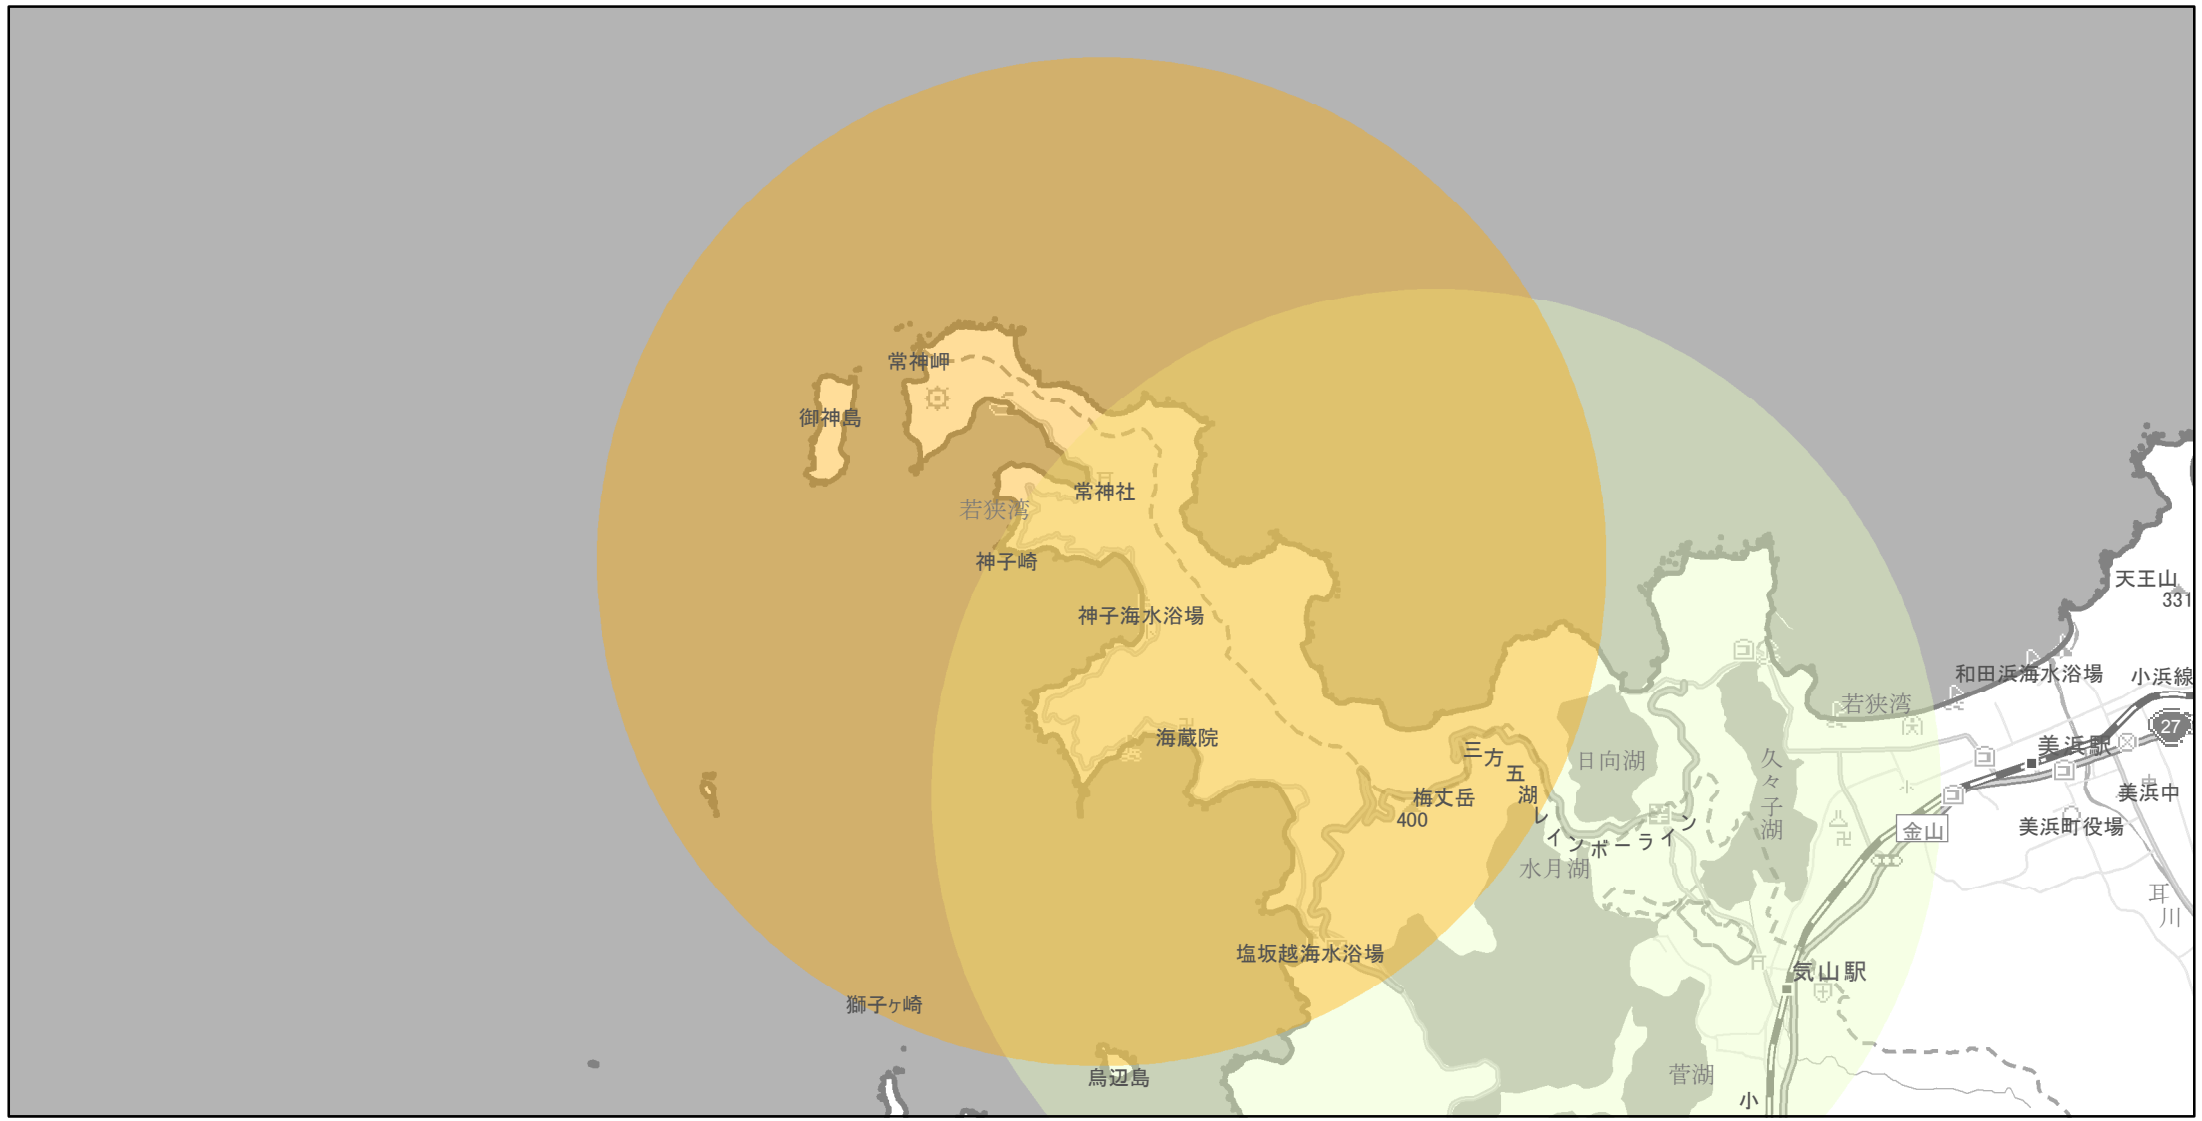 常神岬
御神島
常神社
若狭湾
神子崎
天王山
331
神子海水浴場
和田浜海水浴場
小浜線
若狭湾
27
海蔵院
三方五湖レインボーライン
日向湖
久々子湖
美浜駅
梅丈岳
400
美浜中
金山
美浜町役場
水月湖
耳川
塩坂越海水浴場
気山駅
獅子ヶ崎
烏辺島
菅湖
小